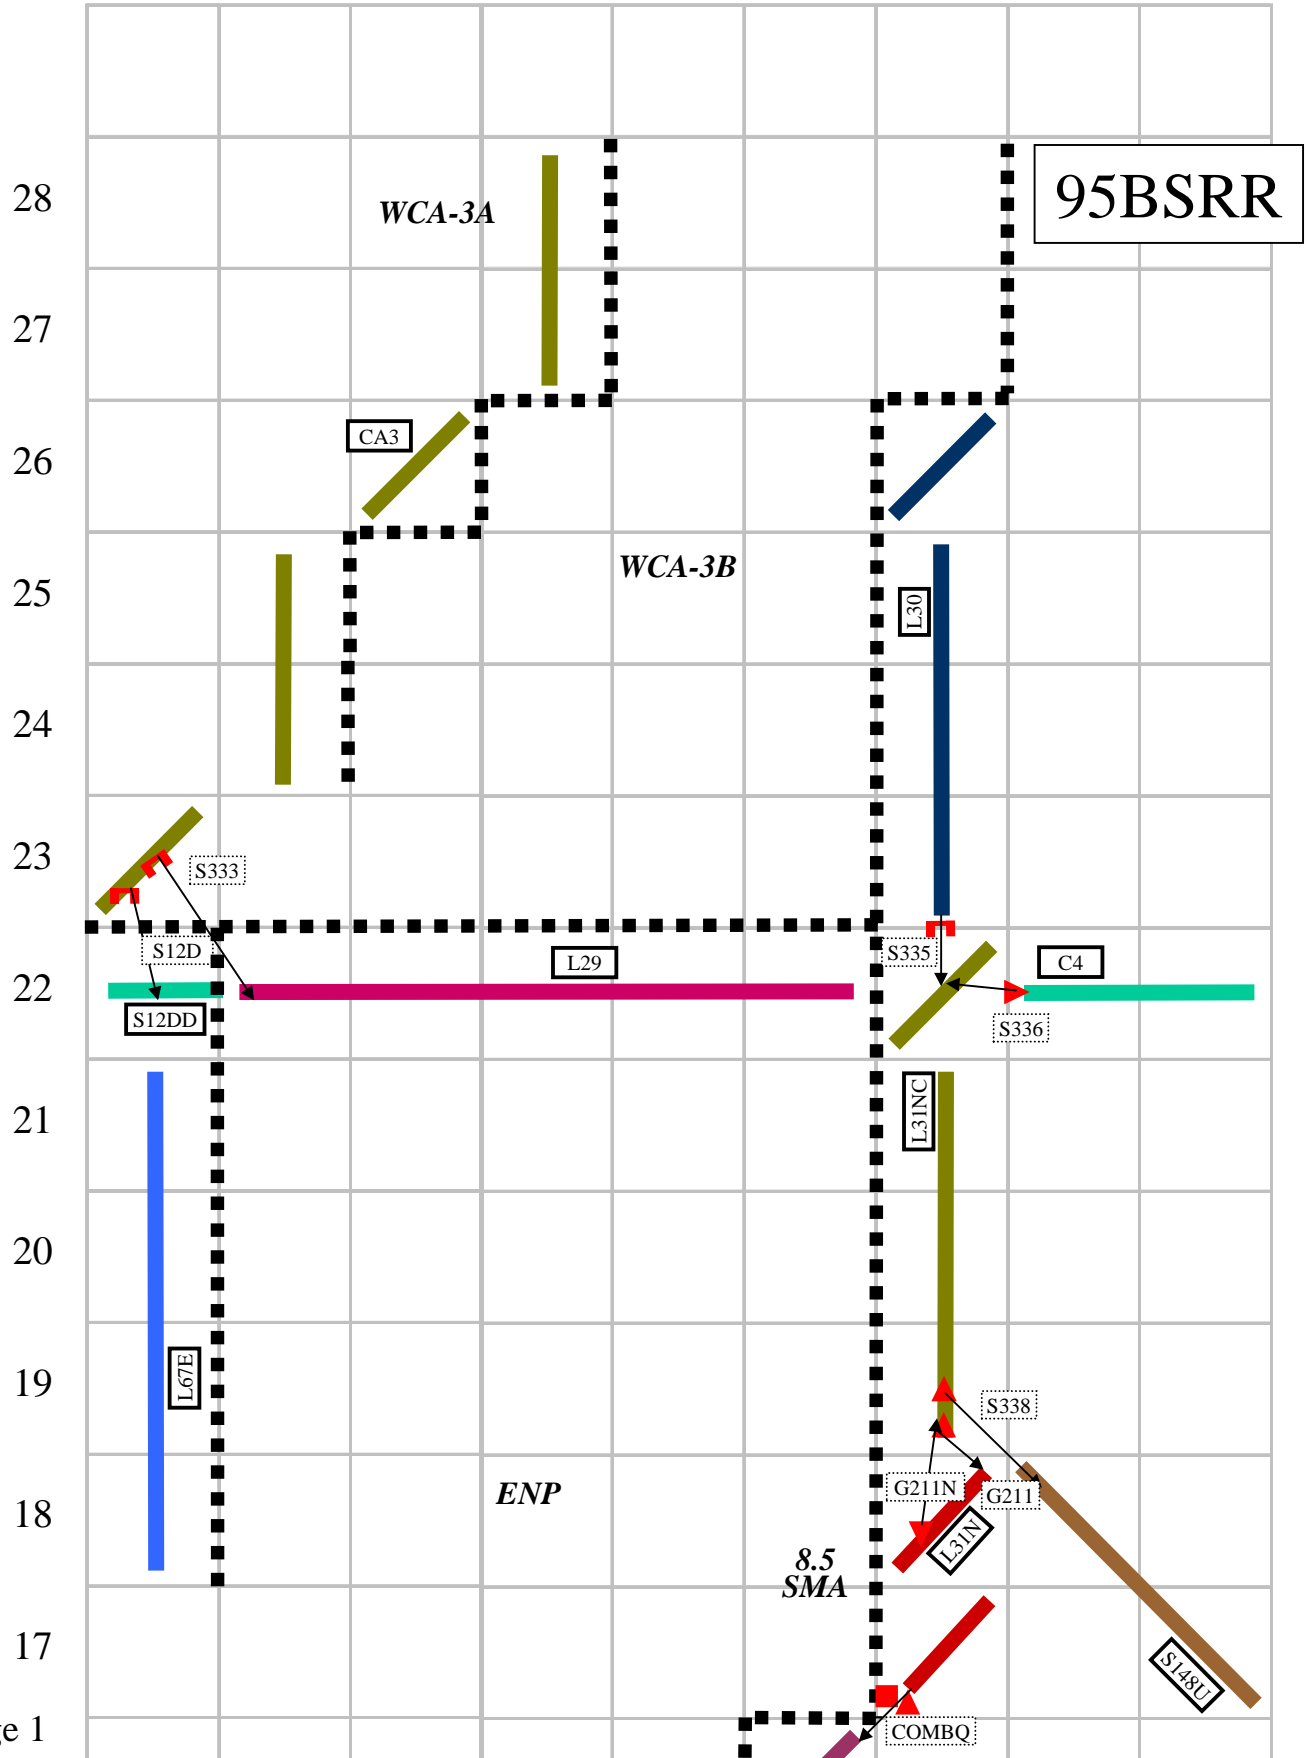 95BSRR
28
WCA-3A
27
CA3
26
WCA-3B
25
L30
24
23
S333
S12D
L29
S335
C4
22
S12DD
S336
21
L31NC
20
19
L67E
S338
G211N
G211
18
ENP
L31N
8.5
SMA
17
S148U
ge 1
COMBQ